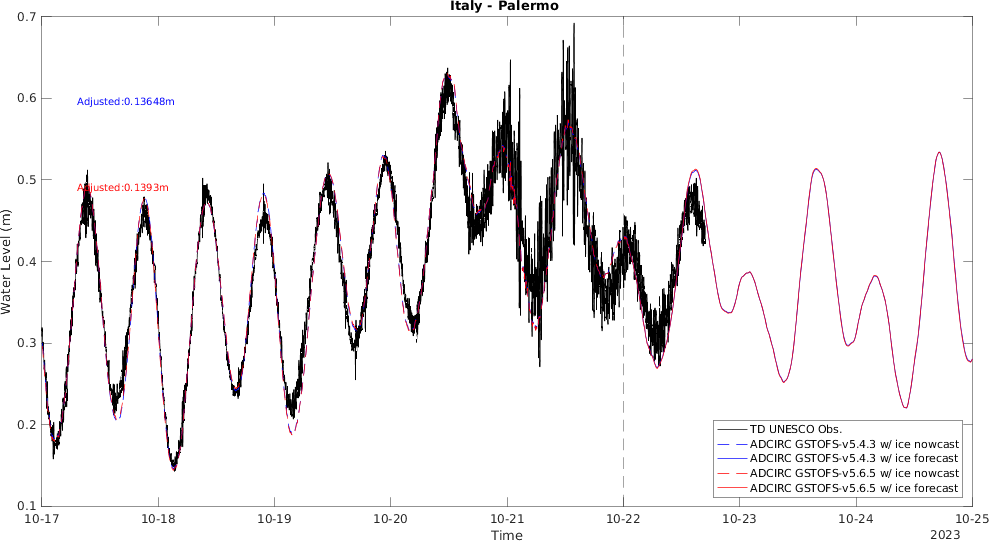 Italy - Palermo
0.7
0.6
0.5
0.4
0.3
0.2
0.1
Water Level (m)
Adjusted:0.13648m
Adjusted:0.1393m
TD UNESCO Obs.
ADCIRC GSTOFS-v5.4.3 w/ ice nowcast
ADCIRC GSTOFS-v5.4.3 w/ ice forecast
ADCIRC GSTOFS-v5.6.5 w/ ice nowcast
ADCIRC GSTOFS-v5.6.5 w/ ice forecast
10-17 10-18 10-19 10-20 10-21 10-22 10-23 10-24 10-25
Time
2023